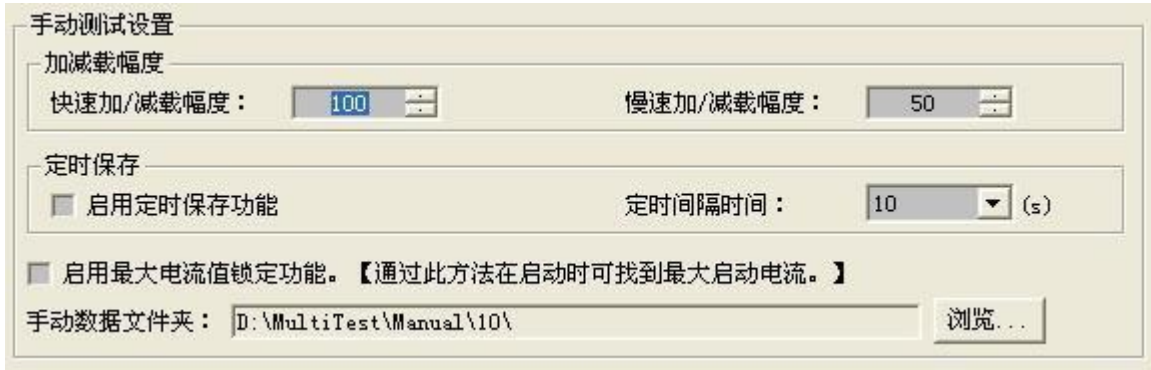 手动测试设置
加减载幅度
快速加/减载幅度： 100 慢速加/减载幅度： 50
定时保存
启用定时保存功能 定时间隔时间： 10 (s)
启用最大电流值锁定功能。【通过此方法在启动时可找到最大启动电流。】
手动数据文件夹： D:\MultiTest\Manual\10\ 浏览...